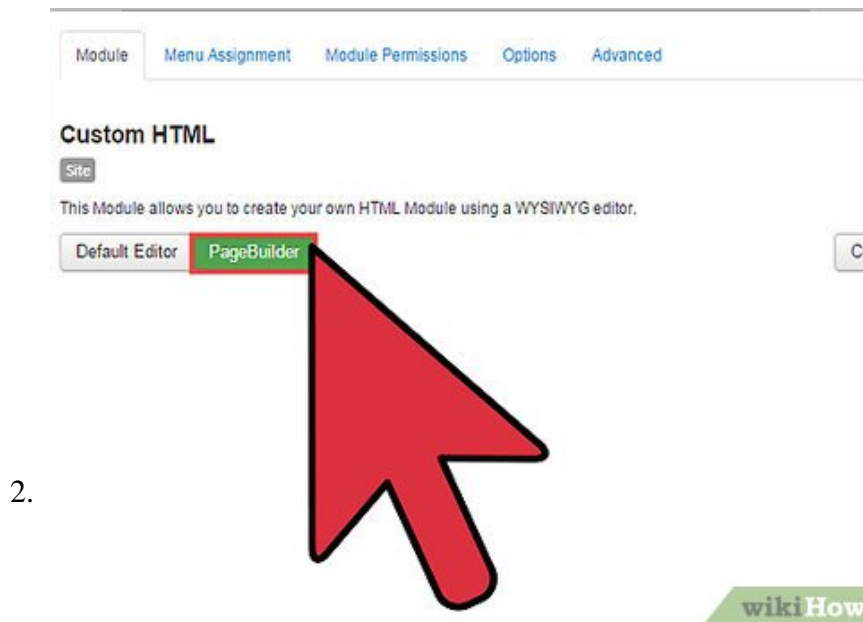 Module Menu Assignment Module Permissions Options Advanced
Custom HTML
Site
This Module allows you to create your own HTML Module using a WYSIWYG editor.
Default Editor PageBuilder C
2.
wikiHow